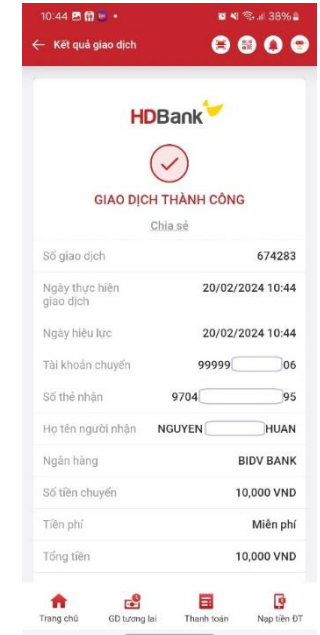 10:44 38%
Kết quả giao dịch
HDBank
GIAO DỊCH THÀNH CÔNG
Chia sẻ
Số giao dịch 674283
Ngày thực hiện giao dịch 20/02/2024 10:44
Ngày hiệu lực 20/02/2024 10:44
Tài khoản chuyển 99999 06
Số thẻ nhận 9704 95
Họ tên người nhận NGUYEN HUAN
Ngân hàng BIDV BANK
Số tiền chuyển 10,000 VND
Tiền phí Miễn phí
Tổng tiền 10,000 VND
Trang chủ GD tương lai Thanh toán Nạp tiền ĐT